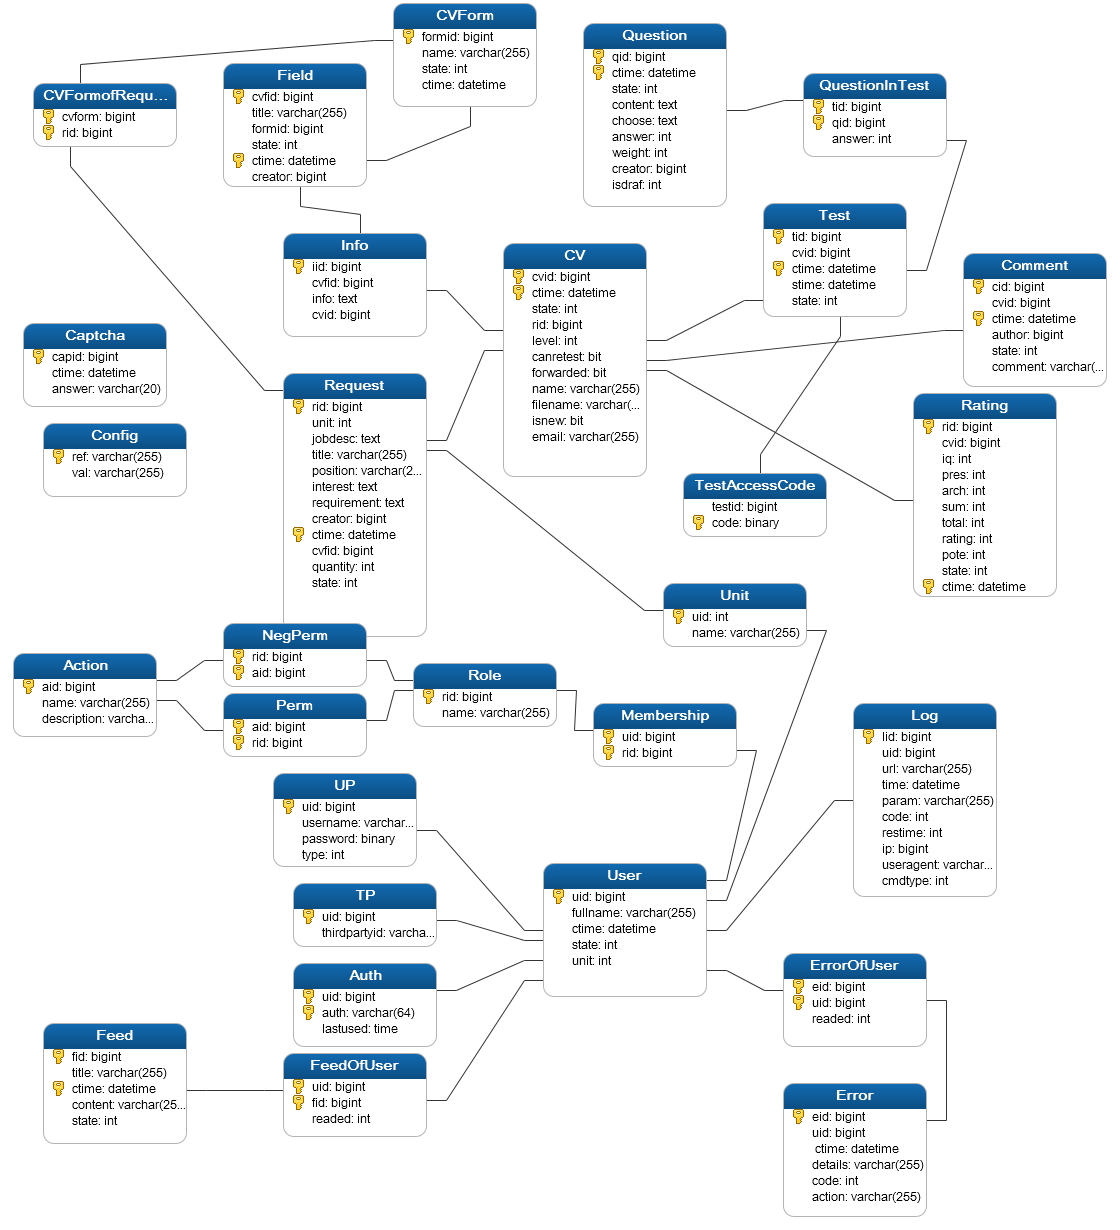 CVForm
formid: bigint
name: varchar(255)
state: int
ctime: datetime
Question
qid: bigint
ctime: datetime
state: int
content: text
choose: text
answer: int
weight: int
creator: bigint
isdraf: int
QuestionInTest
tid: bigint
qid: bigint
answer: int
CVFormofRequ...
cvform: bigint
rid: bigint
Field
cvfid: bigint
title: varchar(255)
formid: bigint
state: int
ctime: datetime
creator: bigint
Info
iid: bigint
cvfid: bigint
info: text
cvid: bigint
CV
cvid: bigint
ctime: datetime
state: int
rid: bigint
level: int
canretest: bit
forwarded: bit
name: varchar(255)
filename: varchar(...
isnew: bit
email: varchar(255)
Test
tid: bigint
cvid: bigint
ctime: datetime
stime: datetime
state: int
Comment
cid: bigint
cvid: bigint
ctime: datetime
author: bigint
state: int
comment: varchar(...
Captcha
capid: bigint
ctime: datetime
answer: varchar(20)
Config
ref: varchar(255)
val: varchar(255)
Request
rid: bigint
unit: int
jobdesc: text
title: varchar(255)
position: varchar(2...
interest: text
requirement: text
creator: bigint
ctime: datetime
cvfid: bigint
quantity: int
state: int
TestAccessCode
testid: bigint
code: binary
Rating
rid: bigint
cvid: bigint
iq: int
pres: int
arch: int
sum: int
total: int
rating: int
pote: int
state: int
ctime: datetime
Unit
uid: int
name: varchar(255)
Action
aid: bigint
name: varchar(255)
description: varcha...
NegPerm
rid: bigint
aid: bigint
Perm
aid: bigint
rid: bigint
Role
rid: bigint
name: varchar(255)
Membership
uid: bigint
rid: bigint
Log
lid: bigint
uid: bigint
url: varchar(255)
time: datetime
param: varchar(255)
code: int
restime: int
ip: bigint
useragent: varchar...
cmdtype: int
UP
uid: bigint
username: varchar...
password: binary
type: int
TP
uid: bigint
thirdpartyid: varcha...
User
uid: bigint
fullname: varchar(255)
ctime: datetime
state: int
unit: int
Auth
uid: bigint
auth: varchar(64)
lastused: time
ErrorOfUser
eid: bigint
uid: bigint
readed: int
Feed
fid: bigint
title: varchar(255)
ctime: datetime
content: varchar(25...
state: int
FeedOfUser
uid: bigint
fid: bigint
readed: int
Error
eid: bigint
uid: bigint
ctime: datetime
details: varchar(255)
code: int
action: varchar(255)